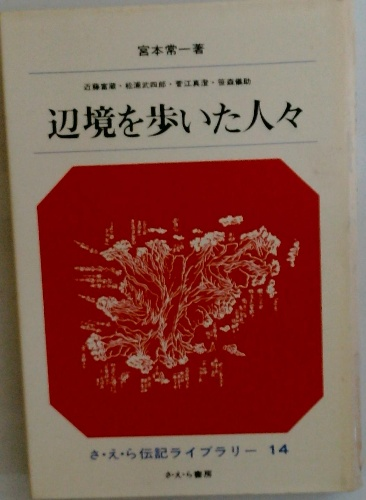 宮本常一著
近藤富蔵・松浦武四郎・菅江真澄・笹森儀助
辺境を歩いた人々
さ・え・ら伝記ライブラリー 14
さ・え・ら書房